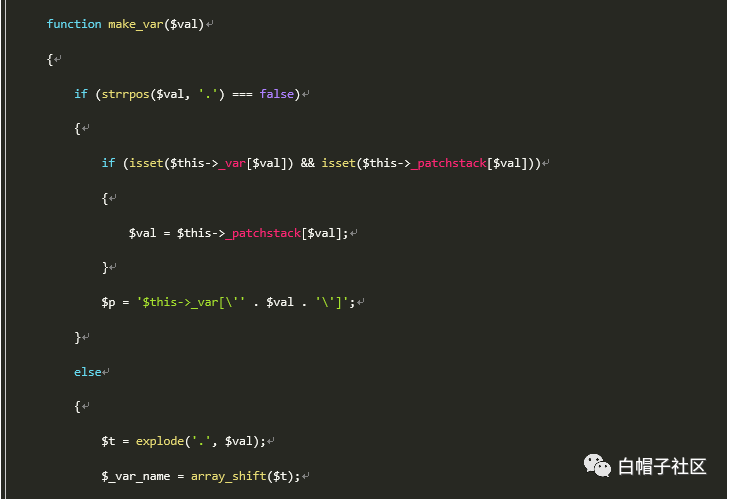 function make_var($val)↵
{↵
if (strrpos($val, '.') === false)↵
{↵
if (isset($this->_var[$val]) && isset($this->_patchstack[$val]))↵
{↵
$val = $this->_patchstack[$val];↵
}↵
$p = '$this->_var[\'' . $val . '\']';↵
}↵
else↵
{↵
$t = explode('.', $val);↵
$_var_name = array_shift($t);↵
白帽子社区